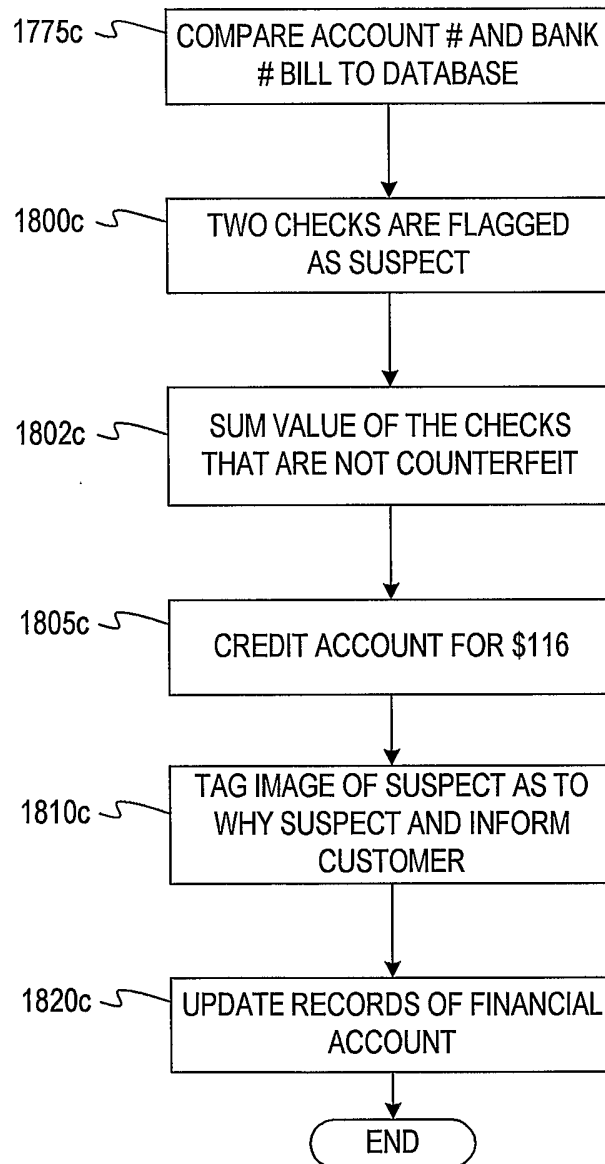 1775c
COMPARE ACCOUNT # AND BANK
# BILL TO DATABASE
1800c
TWO CHECKS ARE FLAGGED
AS SUSPECT
1802c
SUM VALUE OF THE CHECKS
THAT ARE NOT COUNTERFEIT
1805c
CREDIT ACCOUNT FOR $116
1810c
TAG IMAGE OF SUSPECT AS TO
WHY SUSPECT AND INFORM
CUSTOMER
1820c
UPDATE RECORDS OF FINANCIAL
ACCOUNT
END